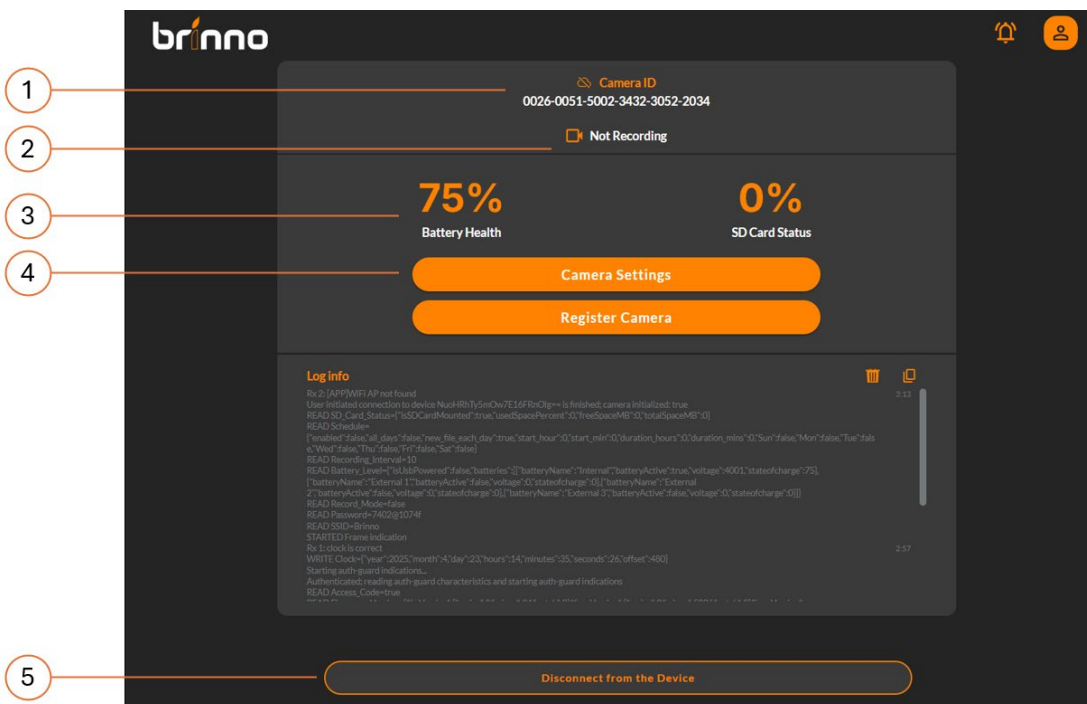 brinno
1
Camera ID
0026-0051-5002-3432-3052-2034
2
Not Recording
3
75%
0%
Battery Health
SD Card Status
4
Camera Settings
Register Camera
Log info
Rx 2: [APP]WiFi AP not found
3:13
User initiated connection to device NuoHRhTy5mOw7E16FRnOlg== is finished; camera initialized: true
READ SD_Card_Status={"isSDCardMounted":true,"usedSpacePercent":0,"freeSpaceMB":0,"totalSpaceMB":0}
READ Schedule=
{"enabled":false,"all_days":false,"new_file_each_day":true,"start_hour":0,"start_min":0,"duration_hours":0,"duration_mins":0,"Sun":false,"Mon":false,"Tue":fals
e,"Wed":false,"Thu":false,"Fri":false,"Sat":false}
READ Recording_Interval=10
READ Battery_Level={"isUsbPowered":false,"batteries":[{"batteryName":"Internal","batteryActive":true,"voltage":4001,"stateofcharge":75},
{"batteryName":"External 1","batteryActive":false,"voltage":0,"stateofcharge":0},{"batteryName":"External
2","batteryActive":false,"voltage":0,"stateofcharge":0},{"batteryName":"External 3","batteryActive":false,"voltage":0,"stateofcharge":0}]}
READ Record_Mode=false
READ Password=7402@1074f
READ SSID=Brinno
STARTED Frame Indication
Rx 1: clock is correct
2:57
WRITE Clock={"year":2025,"month":4,"day":23,"hours":14,"minutes":35,"seconds":26,"offset":480}
Starting auth-guard indications...
Authenticated; reading auth-guard characteristics and starting auth-guard indications
READ Access_Code=true
5
Disconnect from the Device